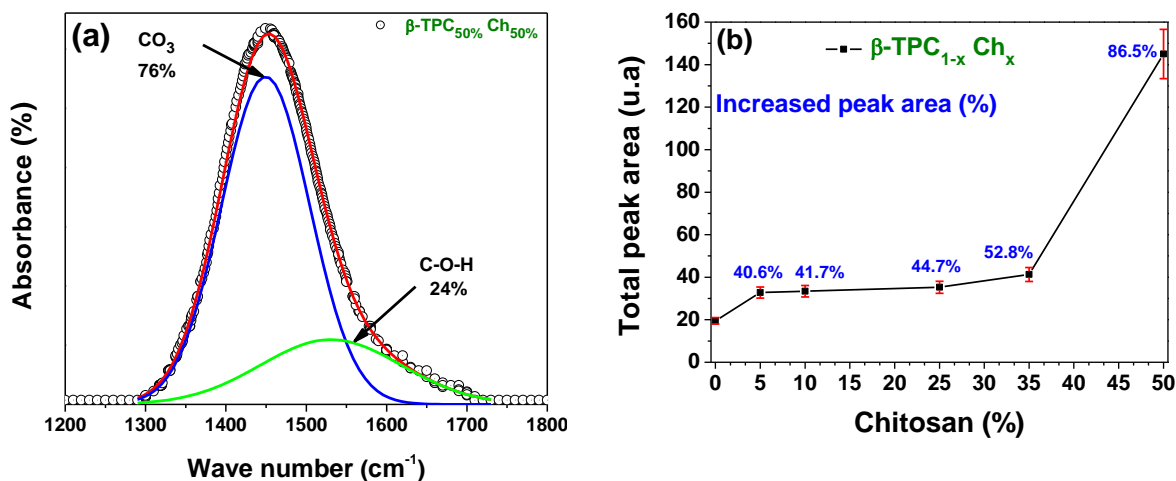 (a)
β-TPC50% Ch50%
CO3
76%
C-O-H
24%
Absorbance (%)
1200 1300 1400 1500 1600 1700 1800
Wave number (cm-1)
(b)
β-TPC1-x Chx
Increased peak area (%)
86.5%
52.8%
44.7%
41.7%
40.6%
Total peak area (u.a)
160
140
120
100
80
60
40
20
0
0 5 10 15 20 25 30 35 40 45 50
Chitosan (%)